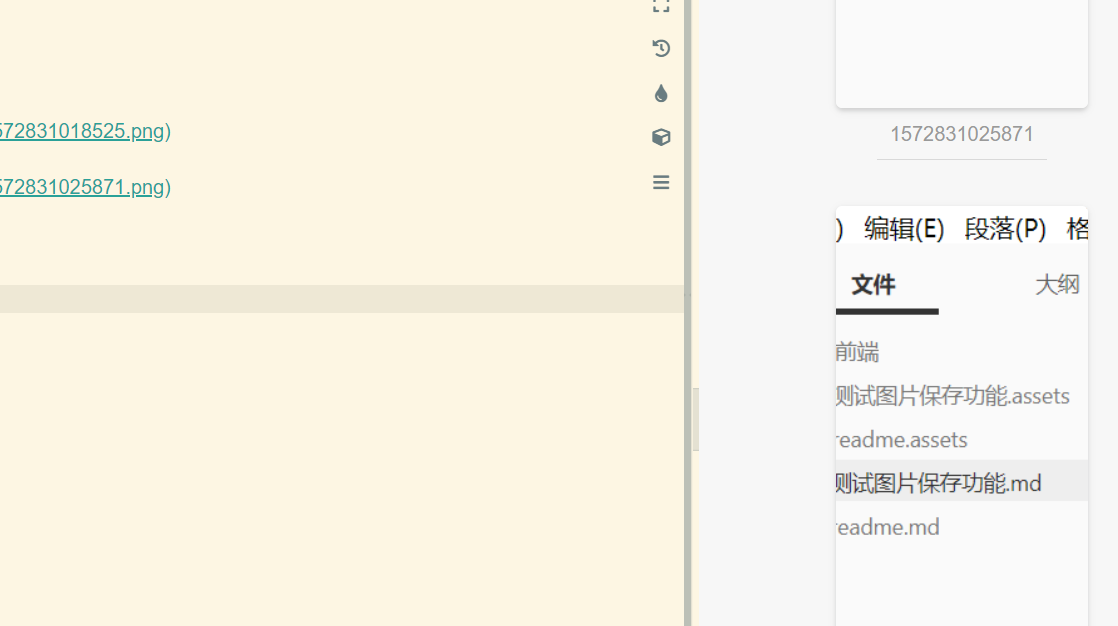 572831018525.png)
572831025871.png)
1572831025871
) 编辑(E) 段落(P) 格
文件 大纲
前端
测试图片保存功能.assets
readme.assets
测试图片保存功能.md
readme.md